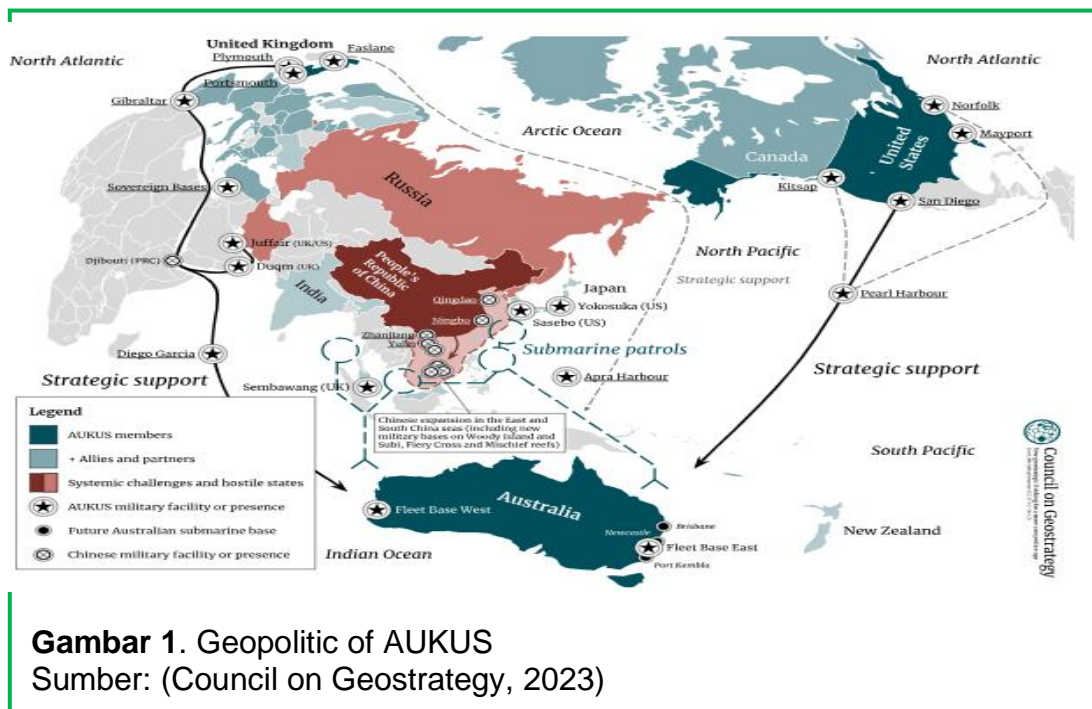 North Atlantic
United Kingdom
Plymouth
Faslane
Portsmouth
Gibraltar
Arctic Ocean
North Atlantic
Norfolk
Mayport
Canada
United
States
Kitsap
San Diego
Russia
Sovereign Bases
Juffair (UK/US)
Djibouti (PRC)
Duqm (UK)
India
People's
Republic
of China
Qingdao
Ningbo
Zhanjiang
Yulin
Japan
Yokosuka (US)
Sasebo (US)
North Pacific
Strategic support
Pearl Harbour
Submarine patrols
Diego Garcia
Strategic support
Sembawang (UK)
Apra Harbour
Strategic support
Chinese expansion in the East and
South China seas (including new
military bases on Woody Island and
Subi, Fiery Cross and Mischief reefs)
Legend
AUKUS members
+ Allies and partners
Systemic challenges and hostile states
AUKUS military facility or presence
Future Australian submarine base
Chinese military facility or presence
Indian Ocean
Fleet Base West
Australia
Newcastle
Brisbane
Fleet Base East
Port Kembla
South Pacific
New Zealand
Council on Geostrategy
Gambar 1. Geopolitic of AUKUS
Sumber: (Council on Geostrategy, 2023)